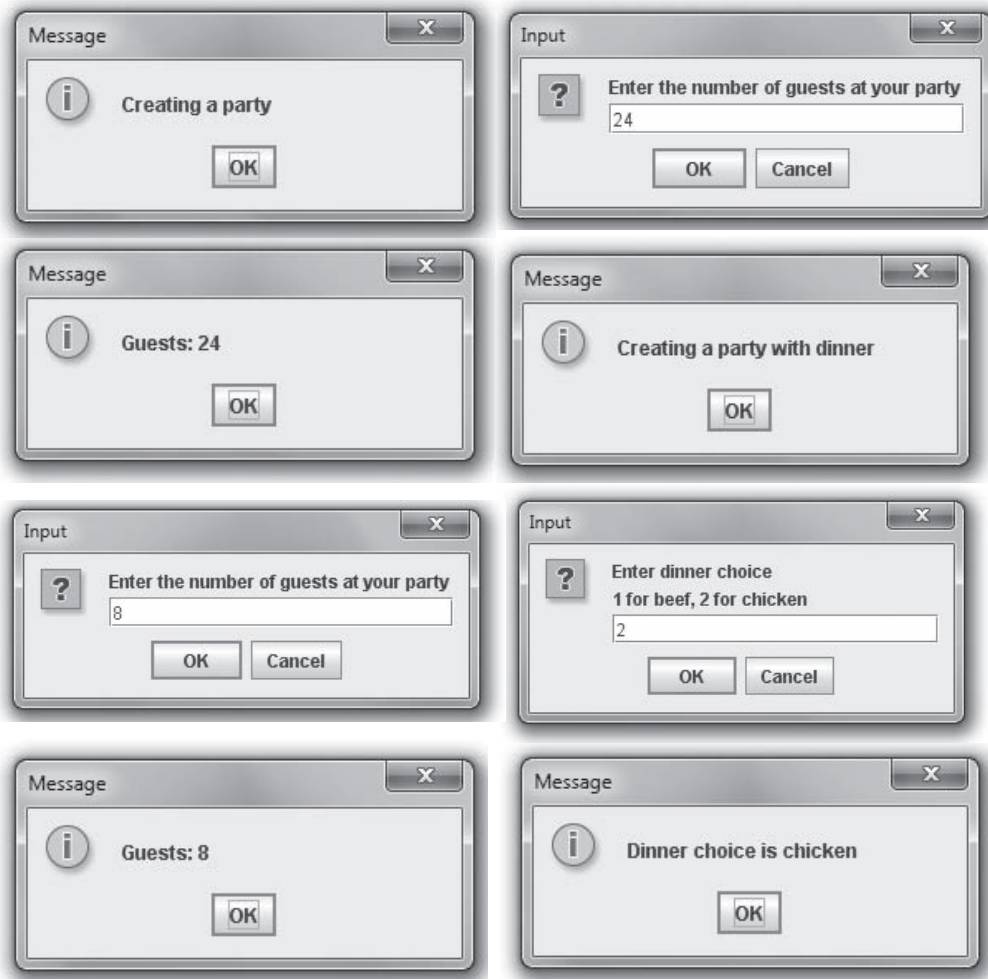 Message
X
Creating a party
OK
Input
X
?
Enter the number of guests at your party
24
OK Cancel
Message
X
Guests: 24
OK
Message
X
Creating a party with dinner
OK
Input
X
?
Enter the number of guests at your party
8
OK Cancel
Input
X
?
Enter dinner choice
1 for beef, 2 for chicken
2
OK Cancel
Message
X
Guests: 8
OK
Message
X
Dinner choice is chicken
OK